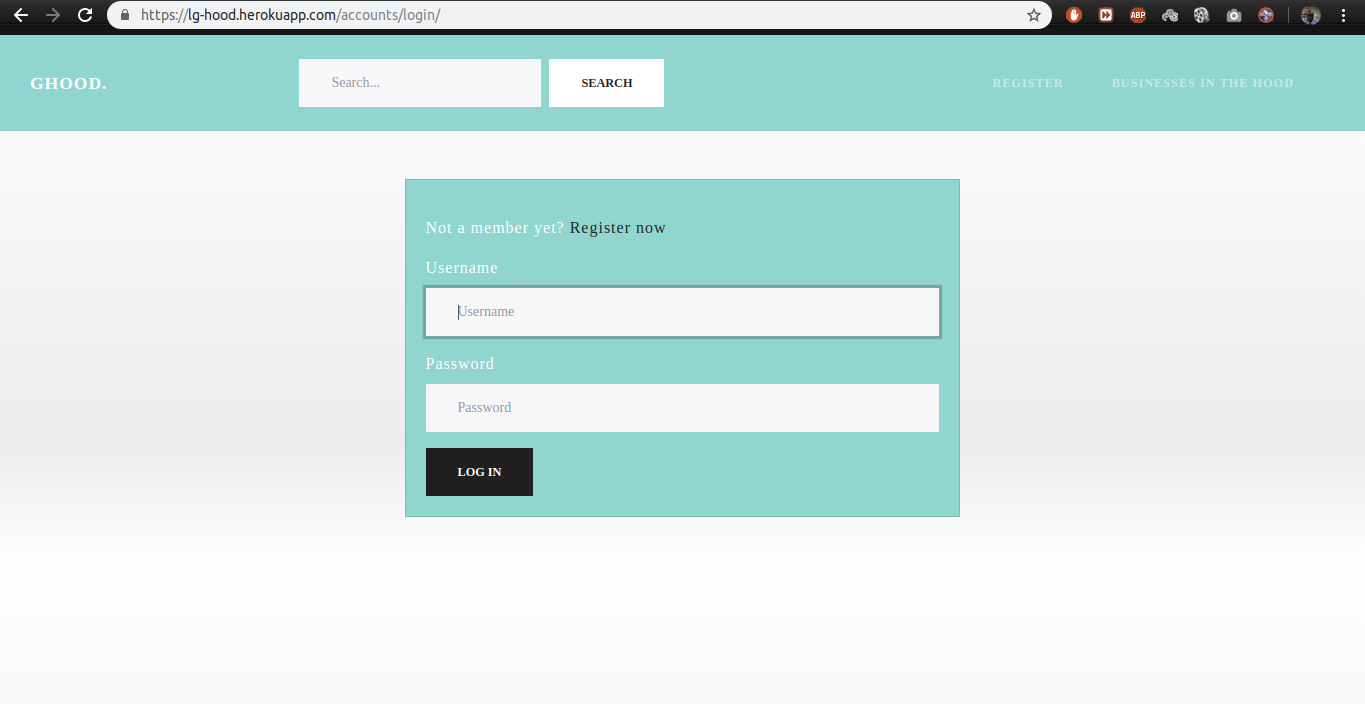 https://lg-hood.herokuapp.com/accounts/login/
ABP
GHOOD.
Search...
SEARCH
REGISTER
BUSINESSES IN THE HOOD
Not a member yet? Register now
Username
Username
Password
Password
LOG IN